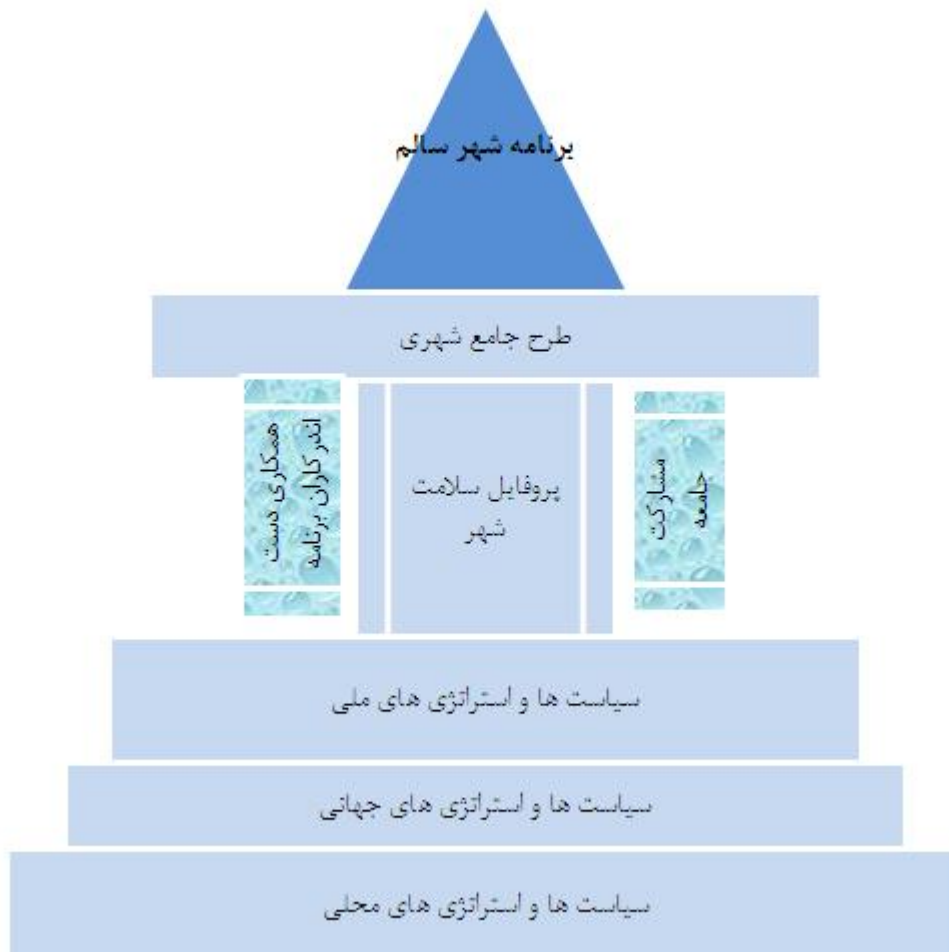 برنامه شهر سالم
طرح جامع شهری
مشارکت
جامعه
پروفایل سلامت
شهر
همکاری دست
اندرکاران برنامه
سیاست ها و استراتژی های ملی
سیاست ها و استراتژی های جهانی
سیاست ها و استراتژی های محلی